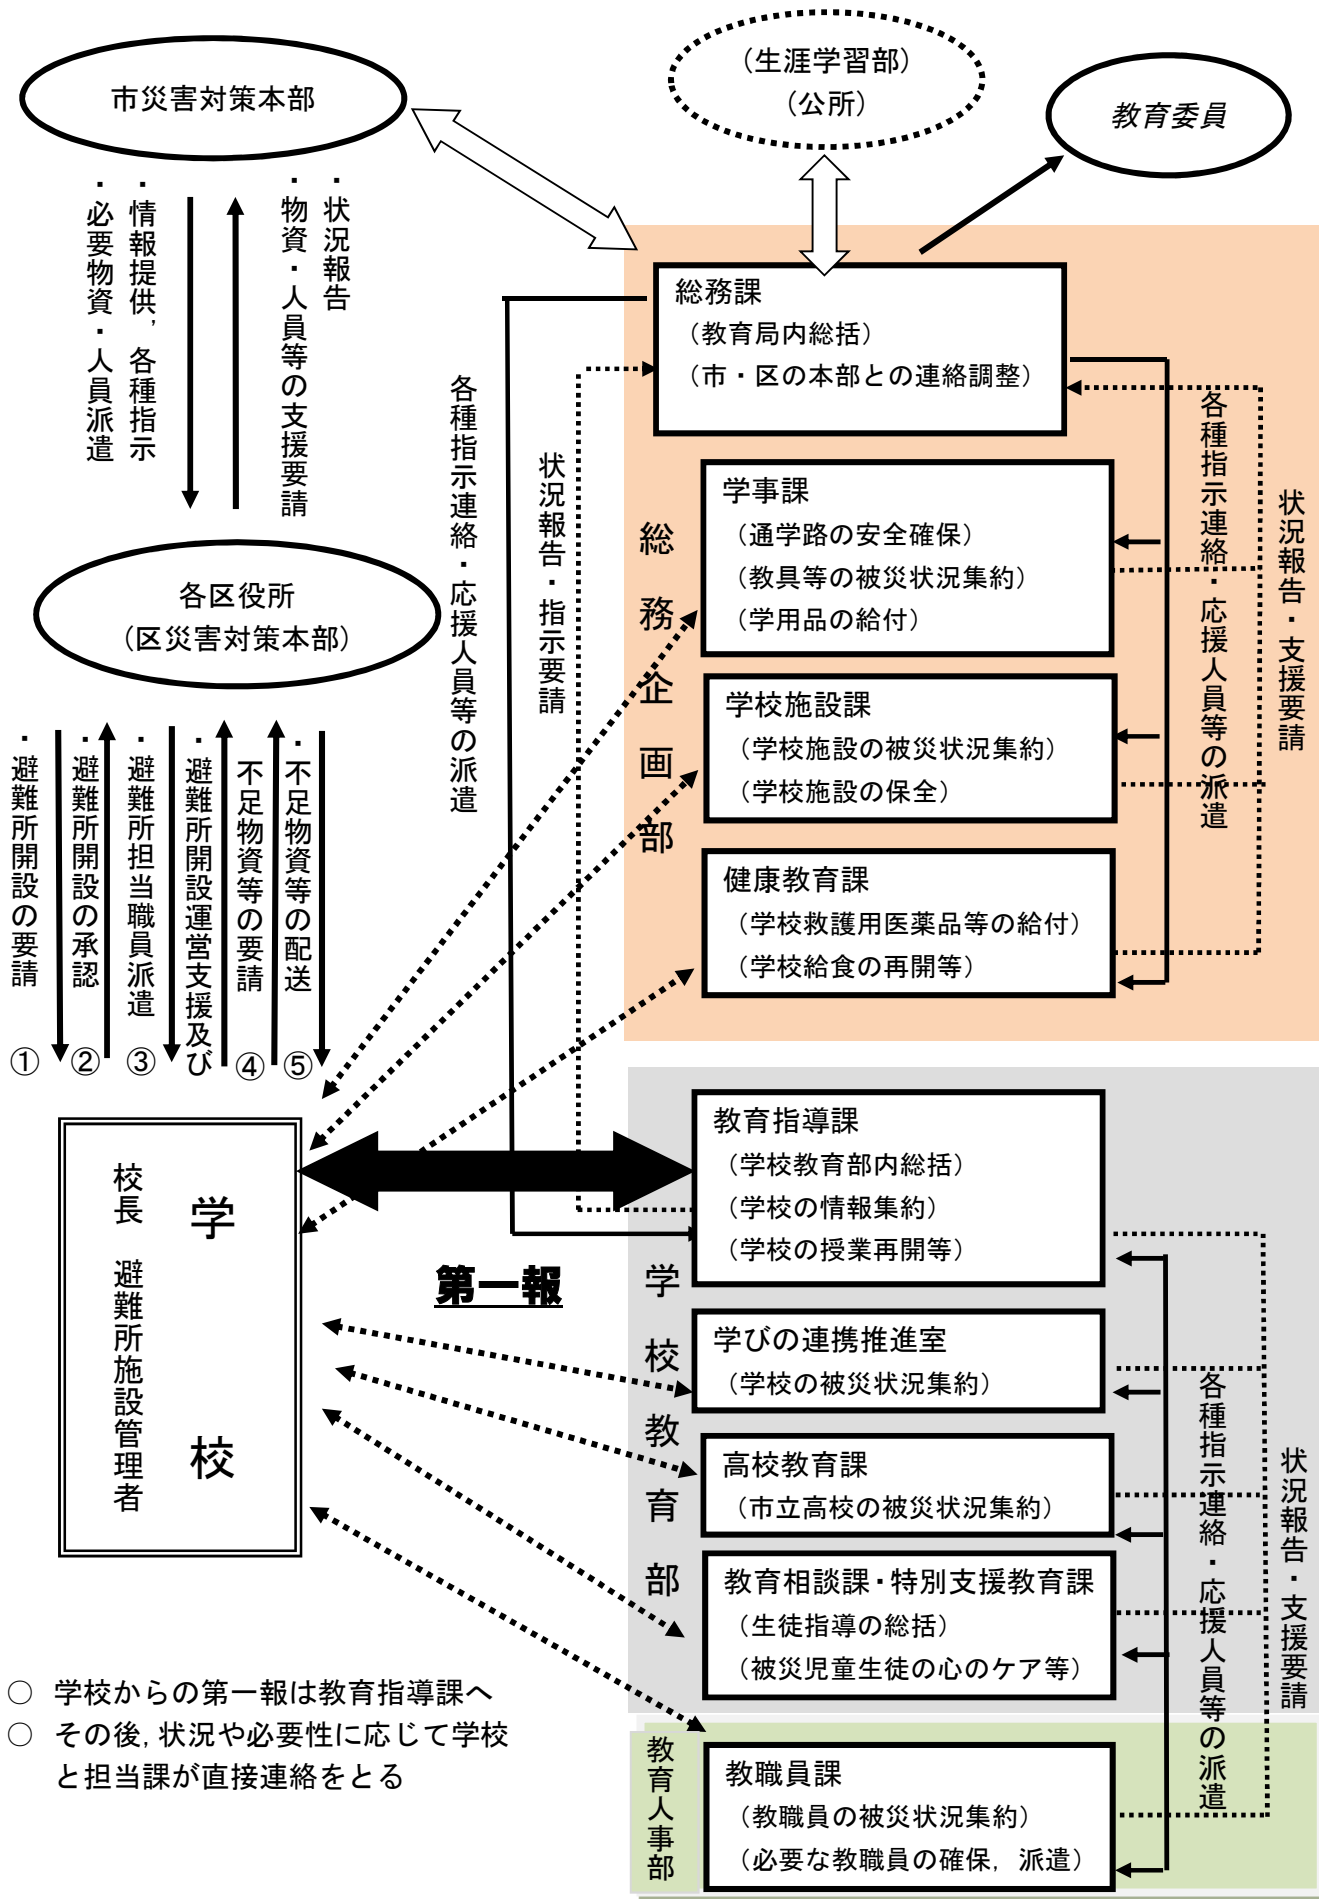 市災害対策本部
（生涯学習部）
（公所）
教育委員
・情報提供，各種指示
・必要物資・人員派遣
・状況報告
・物資・人員等の支援要請
総務課
（教育局内総括）
（市・区の本部との連絡調整）
各種指示連絡・応援人員等の派遣
状況報告・指示要請
各種指示連絡・応援人員等の派遣
状況報告・支援要請
総務企画部
学事課
（通学路の安全確保）
（教具等の被災状況集約）
（学用品の給付）
各区役所
（区災害対策本部）
学校施設課
（学校施設の被災状況集約）
（学校施設の保全）
健康教育課
（学校救護用医薬品等の給付）
（学校給食の再開等）
・避難所開設の要請
①
・避難所開設の承認
②
・避難所担当職員派遣
③
・避難所開設運営支援及び
不足物資等の要請
④
・不足物資等の配送
⑤
学校
校長　避難所施設管理者
第一報
学校教育部
教育指導課
（学校教育部内総括）
（学校の情報集約）
（学校の授業再開等）
学びの連携推進室
（学校の被災状況集約）
高校教育課
（市立高校の被災状況集約）
教育相談課・特別支援教育課
（生徒指導の総括）
（被災児童生徒の心のケア等）
各種指示連絡・応援人員等の派遣
状況報告・支援要請
教育人事部
教職員課
（教職員の被災状況集約）
（必要な教職員の確保，派遣）
○　学校からの第一報は教育指導課へ
○　その後，状況や必要性に応じて学校
と担当課が直接連絡をとる